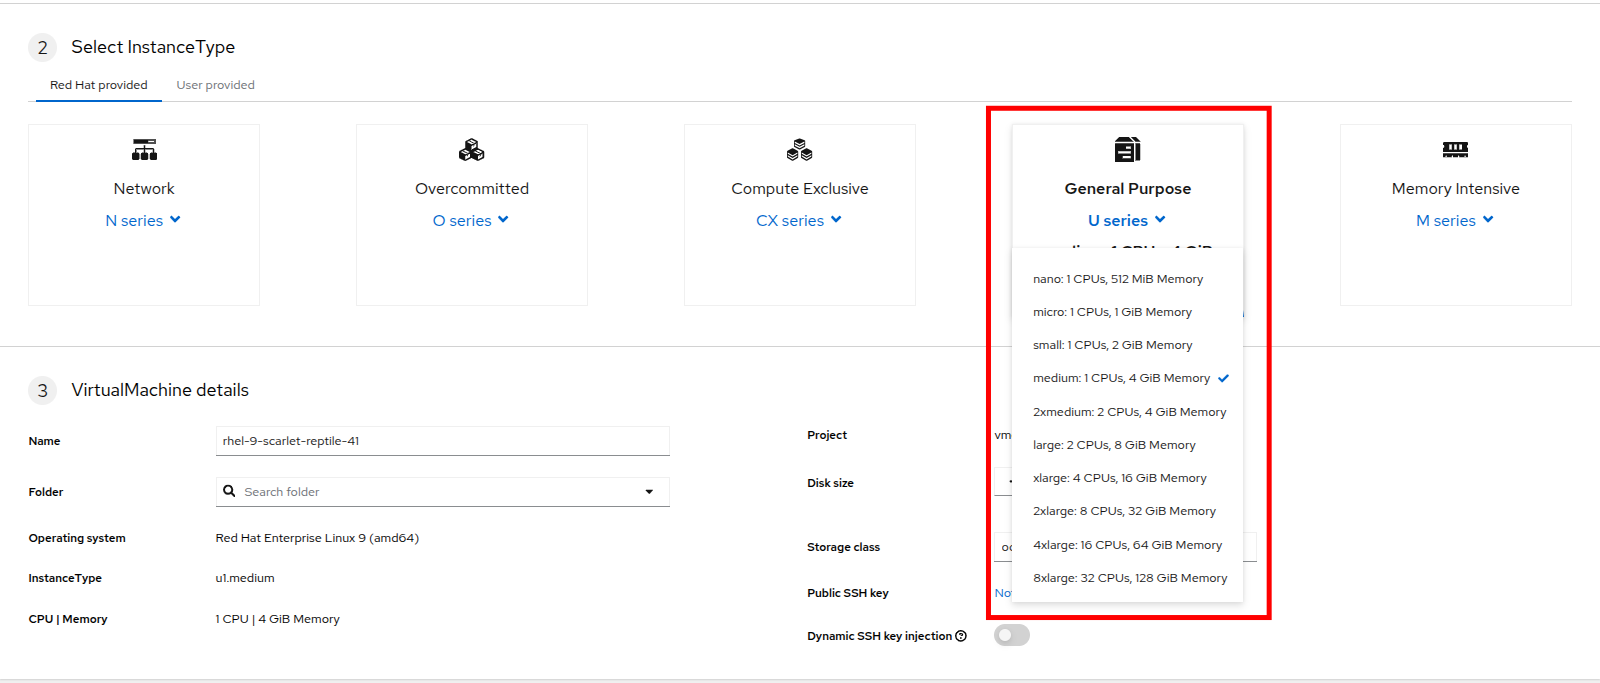 2 Select InstanceType
Red Hat provided User provided
Network
N series
Overcommitted
O series
Compute Exclusive
CX series
General Purpose
U series
Memory Intensive
M series
nano: 1 CPUs, 512 MiB Memory
micro: 1 CPUs, 1 GiB Memory
small: 1 CPUs, 2 GiB Memory
medium: 1 CPUs, 4 GiB Memory
2xmedium: 2 CPUs, 4 GiB Memory
large: 2 CPUs, 8 GiB Memory
xlarge: 4 CPUs, 16 GiB Memory
2xlarge: 8 CPUs, 32 GiB Memory
4xlarge: 16 CPUs, 64 GiB Memory
8xlarge: 32 CPUs, 128 GiB Memory
3 VirtualMachine details
Name rhel-9-scarlet-reptile-41
Folder Search folder
Operating system Red Hat Enterprise Linux 9 (amd64)
InstanceType u1.medium
CPU | Memory 1 CPU | 4 GiB Memory
Project vm
Disk size
Storage class
Public SSH key
Dynamic SSH key injection